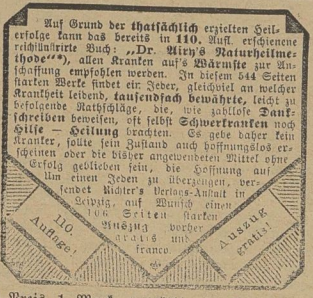 Auf Grund der thatsächlich erzielten Heil-
erfolge kann das bereits in 110. Aufl. erschienene
reichillustrirte Buch: „Dr. Airy's Naturheilme-
thode"*), allen Kranken auf's Wärmste zur An-
schaffung empfohlen werden. In diesem 544 Seiten
starken Werke findet ein Jeder, gleichviel an welcher
Krankheit leidend, tausendfach bewährte, leicht zu
befolgende Rathschläge, die, wie zahllose Dank-
schreiben beweisen, oft selbst Schwerkranken noch
Hilfe — Heilung brachten. Es gebe daher kein
Kranker, sollte sein Zustand auch hoffnungslos er-
scheinen oder die bisher angewendeten Mittel ohne
Erfolg geblieben sein, die Hoffnung auf
Um einen Jeden zu überzeugen, ver-
sendet Richter's Verlags-Anstalt in
Leipzig, auf Wunsch einen
106 Seiten starken
Auszug vorher
gratis und
franco
110.
Auflage!
Auszug
gratis!
Preis 1